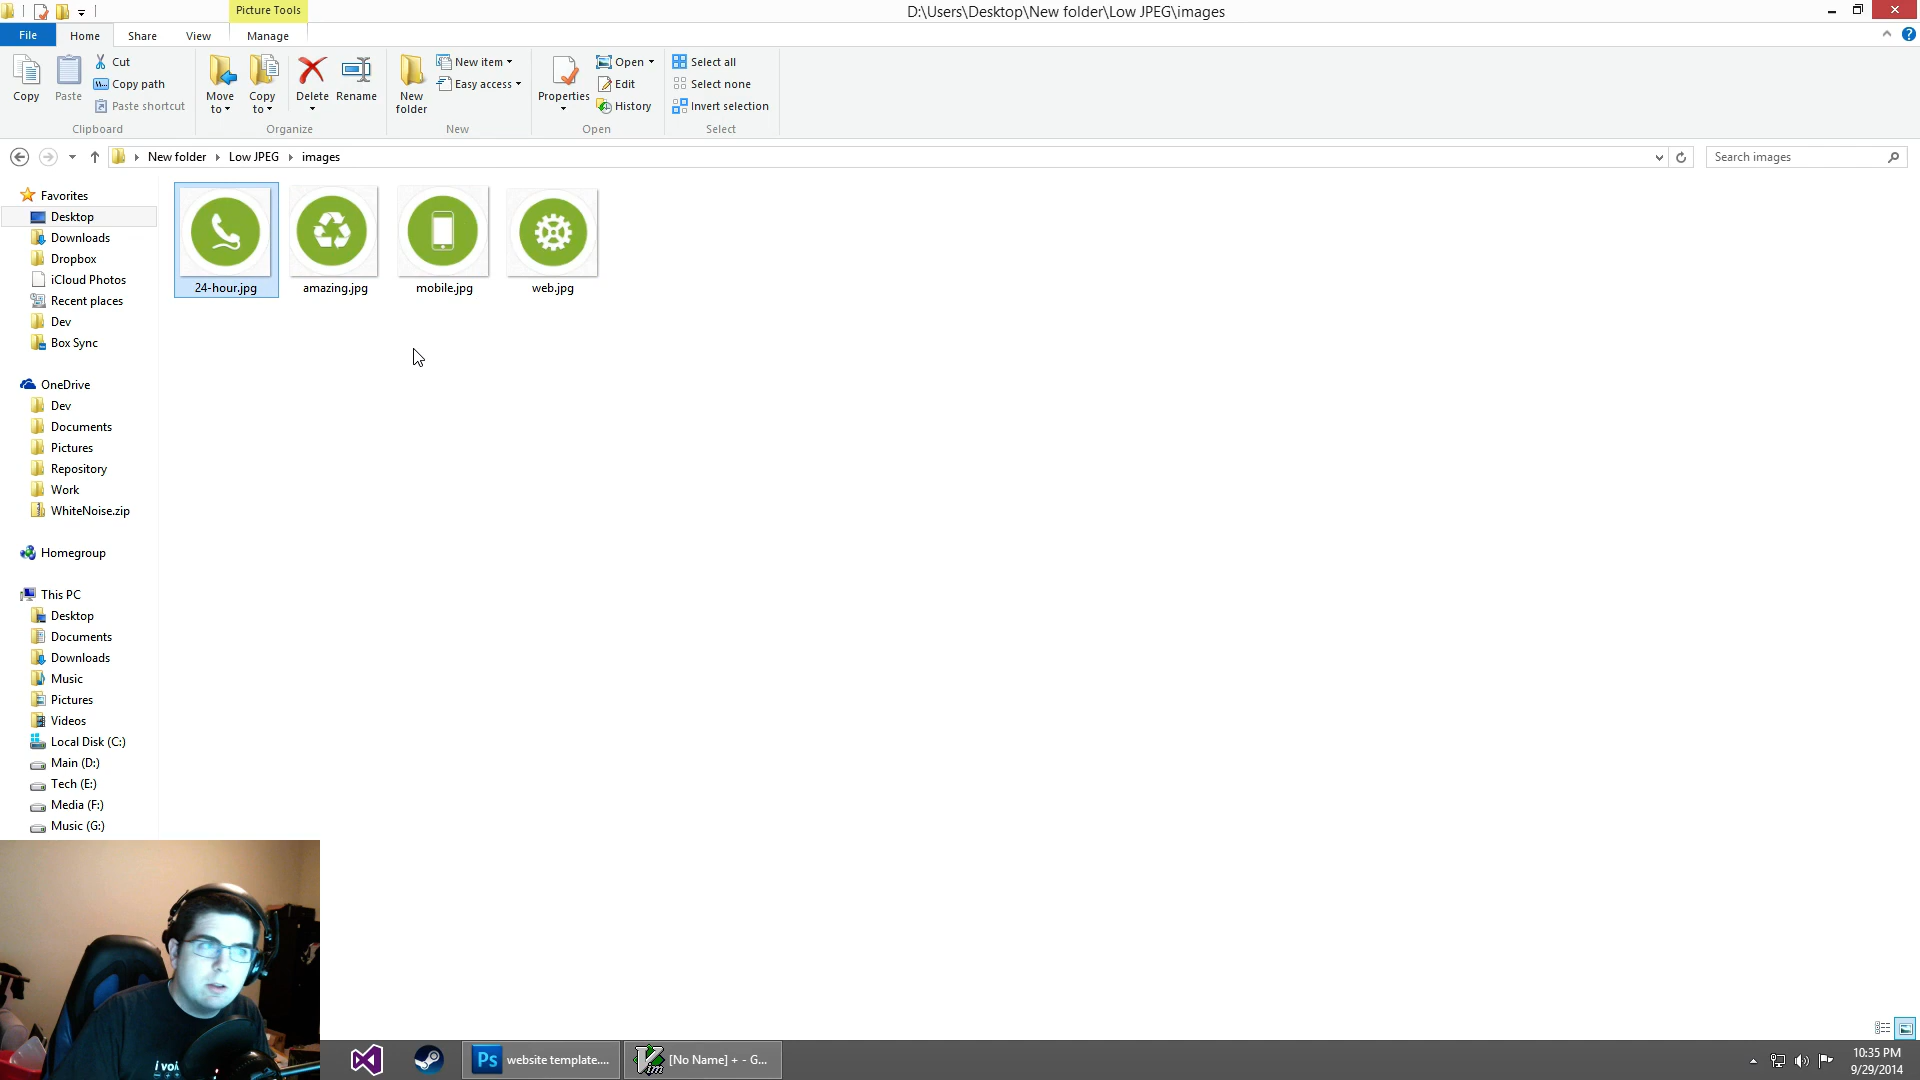 Picture Tools
D:\Users\Desktop\New folder\Low JPEG\images
File
Home
Share
View
Manage
Copy
Paste
Cut
Copy path
Paste shortcut
Clipboard
Move to
Copy to
Delete
Rename
Organize
New folder
New item
Easy access
New
Properties
Open
Edit
History
Open
Select all
Select none
Invert selection
Select
New folder
Low JPEG
images
Search images
Favorites
Desktop
Downloads
Dropbox
iCloud Photos
Recent places
Dev
Box Sync
OneDrive
Dev
Documents
Pictures
Repository
Work
WhiteNoise.zip
Homegroup
This PC
Desktop
Documents
Downloads
Music
Pictures
Videos
Local Disk (C:)
Main (D:)
Tech (E:)
Media (F:)
Music (G:)
24-hour.jpg
amazing.jpg
mobile.jpg
web.jpg
I voi
Ps
website template....
Vim
[No Name] + - G...
10:35 PM
9/29/2014